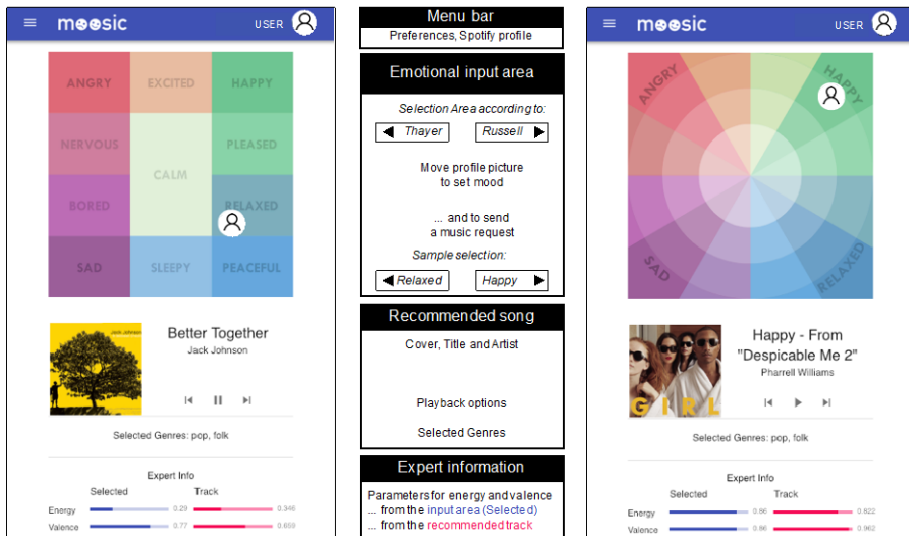 moosic
USER
ANGRY EXCITED HAPPY
NERVOUS PLEASED
CALM
BORED RELAXED
SAD SLEEPY PEACEFUL
Jack Johnson
Better Together
Jack Johnson
Selected Genres: pop, folk
Expert Info
Selected Track
Energy 0.29 0.346
Valence 0.77 0.659
Menu bar
Preferences, Spotify profile
Emotional input area
Selection Area according to:
Thayer Russell
Move profile picture
to set mood
... and to send
a music request
Sample selection:
Relaxed Happy
Recommended song
Cover, Title and Artist
Playback options
Selected Genres
Expert information
Parameters for energy and valence
... from the input area (Selected)
... from the recommended track
moosic
USER
ANGRY HAPPY
SAD RELAXED
GIRL
Happy - From
"Despicable Me 2"
Pharrell Williams
Selected Genres: pop, folk
Expert Info
Selected Track
Energy 0.86 0.822
Valence 0.86 0.962